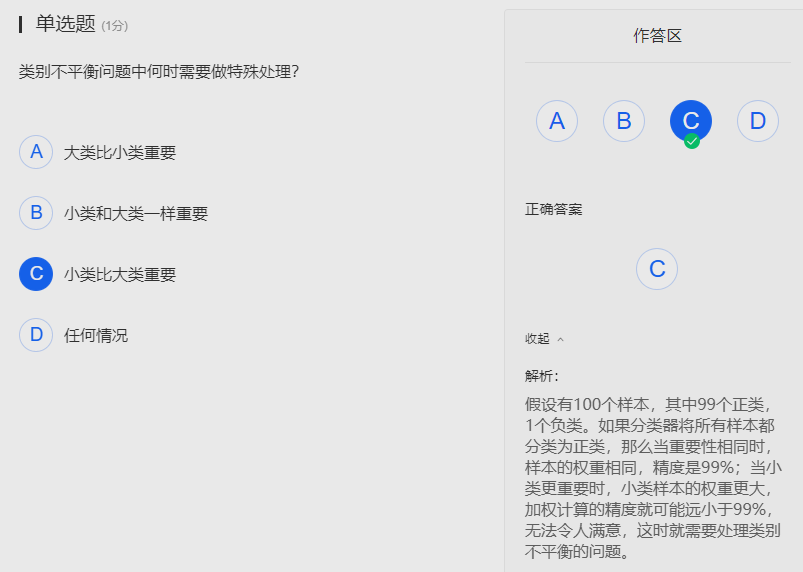 单选题 (1分)
类别不平衡问题中何时需要做特殊处理?
A 大类比小类重要
B 小类和大类一样重要
C 小类比大类重要
D 任何情况
作答区
A B C D
正确答案
C
收起
解析:
假设有100个样本，其中99个正类，
1个负类。如果分类器将所有样本都
分类为正类，那么当重要性相同时，
样本的权重相同，精度是99%；当小
类更重要时，小类样本的权重更大，
加权计算的精度就可能远小于99%，
无法令人满意，这时就需要处理类别
不平衡的问题。